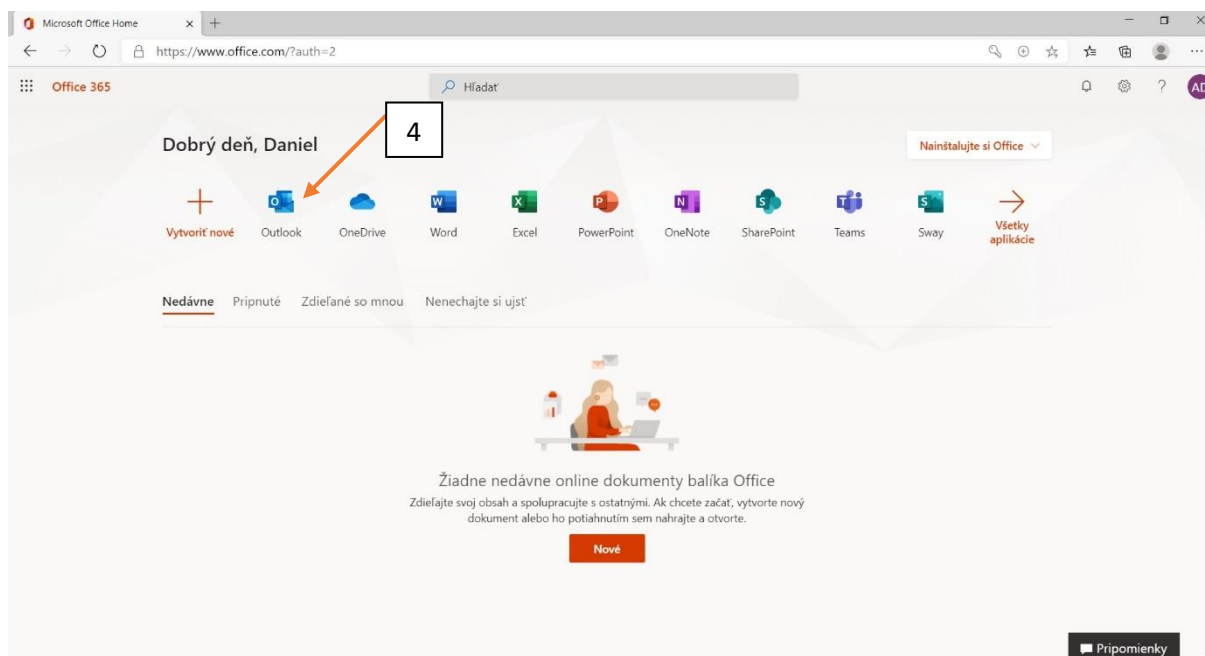 Microsoft Office Home
https://www.office.com/?auth=2
Office 365
Hľadať
AD
4
Dobrý deň, Daniel
Nainštalujte si Office
Vytvoriť nové
Outlook
OneDrive
Word
Excel
PowerPoint
OneNote
SharePoint
Teams
Sway
Všetky
aplikácie
Nedávne
Pripnuté
Zdieľané so mnou
Nenechajte si ujsť
Žiadne nedávne online dokumenty balíka Office
Zdieľajte svoj obsah a spolupracujte s ostatnými. Ak chcete začať, vytvorte nový
dokument alebo ho potiahnutím sem nahrajte a otvorte.
Nové
Pripomienky